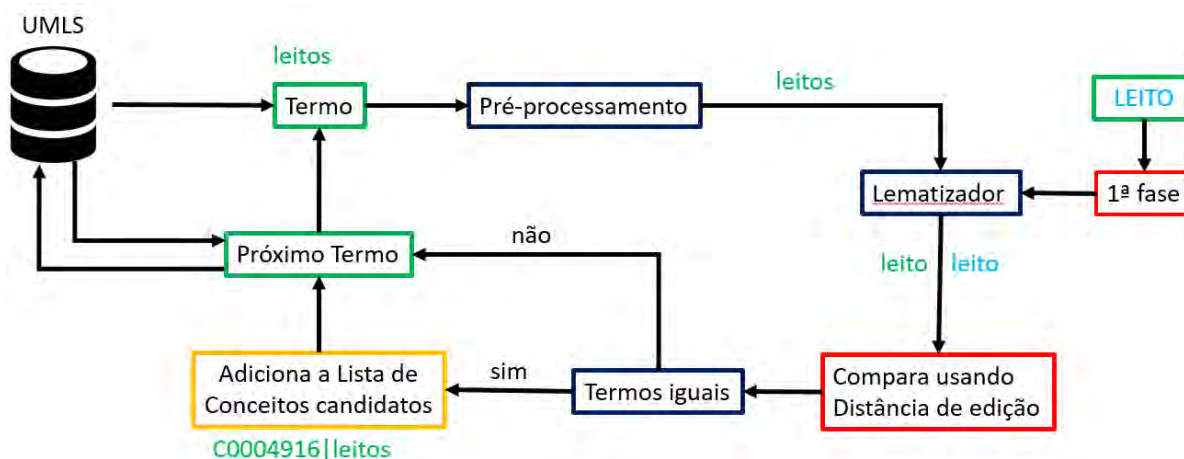 UMLS
leitos
Termo
Pré-processamento
leitos
LEITO
Lematizador
1ª fase
Próximo Termo
não
leito
leito
Adiciona a Lista de
Conceitos candidatos
sim
Termos iguais
Compara usando
Distância de edição
C0004916|leitos